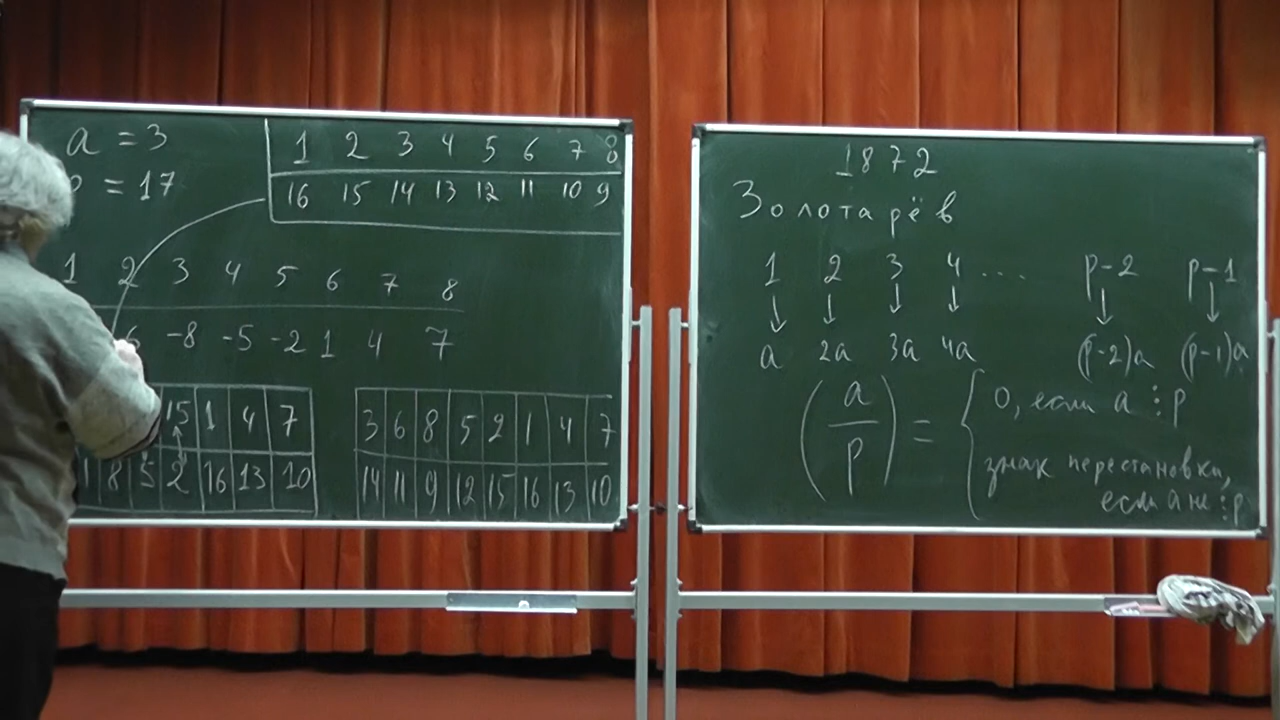 a = 3
= 17
1 2 3 4 5 6 7 8
16 15 14 13 12 11 10 9
1 2 3 4 5 6 7 8
6 -8 -5 -2 1 4 7
15 1 4 7
1 8 5 2 16 13 10
3 6 8 5 2 1 4 7
14 11 9 12 15 16 13 10
1872
Золотарёв
1 2 3 4 .... p-2 p-1
↓ ↓ ↓ ↓ ↓ ↓
a 2a 3a 4a (p-2)a (p-1)a
(a/p) = { 0, если a ⋮ p
знак перестановки,
если a не ⋮ p